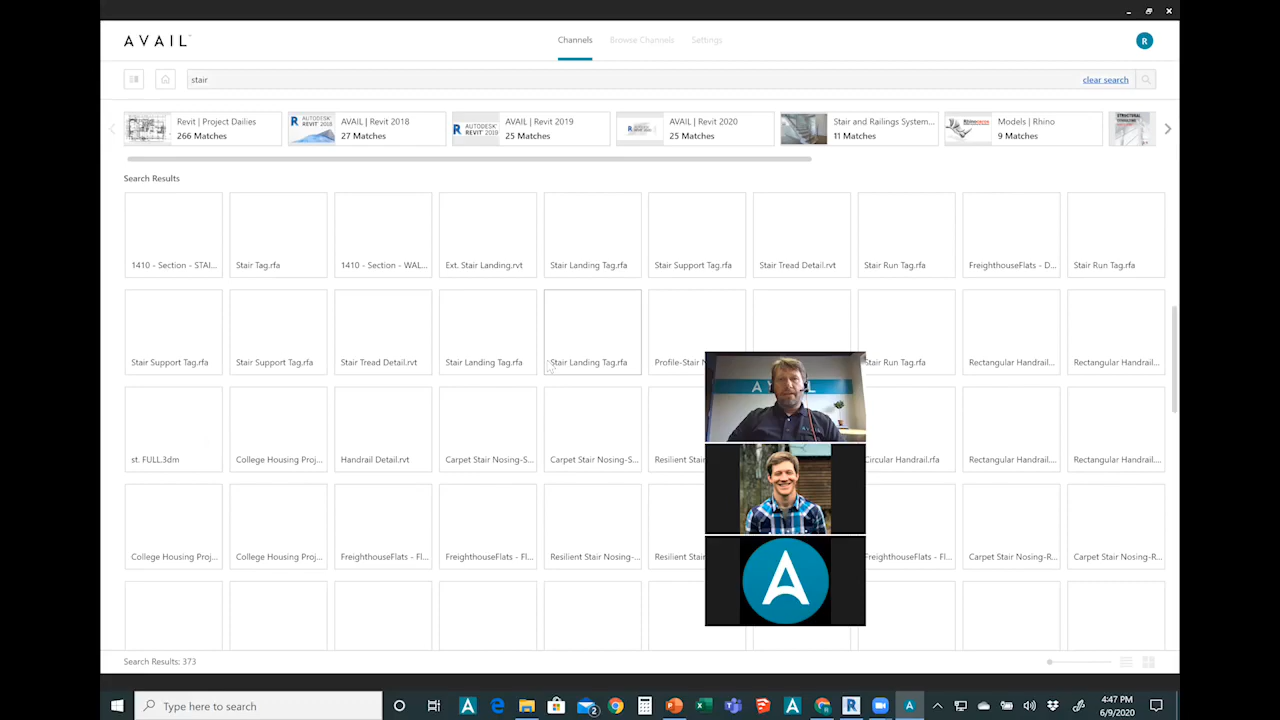 AVAIL
Channels
Browse Channels
Settings
R
stair
clear search
Revit | Project Dailies
266 Matches
AUTODESK REVIT 2018
AVAIL | Revit 2018
27 Matches
AUTODESK REVIT 2019
AVAIL | Revit 2019
25 Matches
AVAIL | Revit 2020
25 Matches
Stair and Railings System...
11 Matches
Models | Rhino
9 Matches
Search Results
1410 - Section - STAI...
Stair Tag.rfa
1410 - Section - WAL...
Ext. Stair Landing.rvt
Stair Landing Tag.rfa
Stair Support Tag.rfa
Stair Tread Detail.rvt
Stair Run Tag.rfa
FreighthouseFlats - D...
Stair Run Tag.rfa
Stair Support Tag.rfa
Stair Support Tag.rfa
Stair Tread Detail.rvt
Stair Landing Tag.rfa
Stair Landing Tag.rfa
Profile-Stair
Stair Run Tag.rfa
Rectangular Handrail...
Rectangular Handrail...
st. FULL.3dm
College Housing Proj...
Handrail Detail.rvt
Carpet Stair Nosing-S...
Carpet Stair Nosing-S...
Resilient Stair
Circular Handrail.rfa
Rectangular Handrail...
Rectangular Handrail...
College Housing Proj...
College Housing Proj...
FreighthouseFlats - Fl...
FreighthouseFlats - Fl...
Resilient Stair Nosing-...
Resilient Stair
FreighthouseFlats - Fl...
Carpet Stair Nosing-R...
Carpet Stair Nosing-R...
Search Results: 373
Type here to search
4:47 PM
6/9/2020